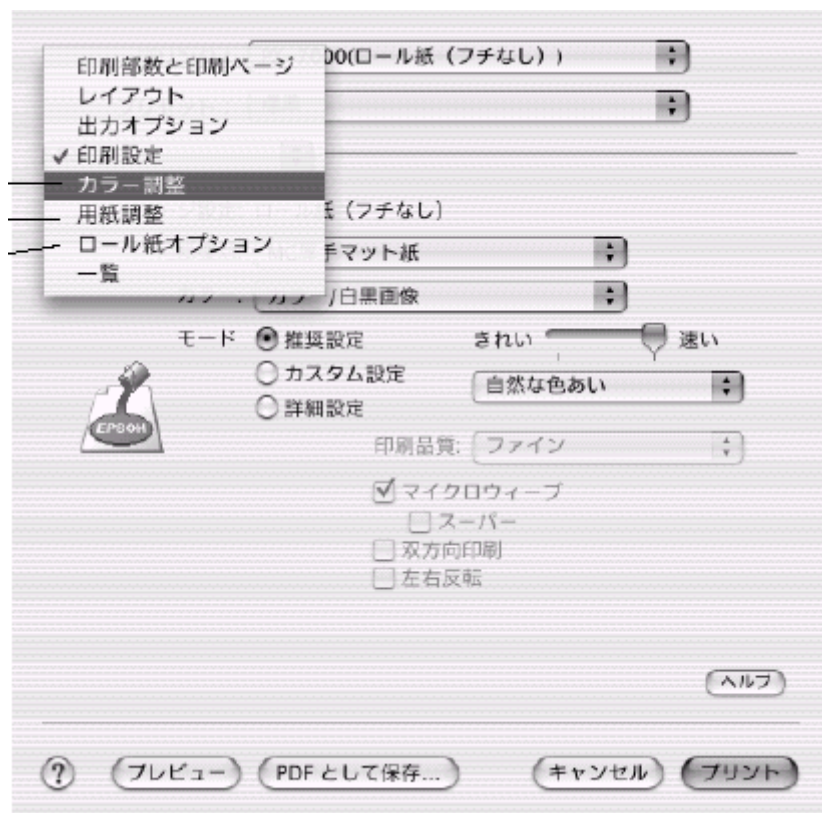 00(ロール紙（フチなし）)
印刷部数と印刷ページ
レイアウト
出力オプション
✓ 印刷設定
カラー調整
用紙調整
ロール紙オプション
一覧
紙（フチなし）
手マット紙
カラー/白黒画像
モード 推奨設定
カスタム設定
詳細設定
きれい 速い
自然な色あい
EPSON
印刷品質: ファイン
マイクロウィーブ
スーパー
双方向印刷
左右反転
ヘルプ
? プレビュー PDF として保存... キャンセル プリント